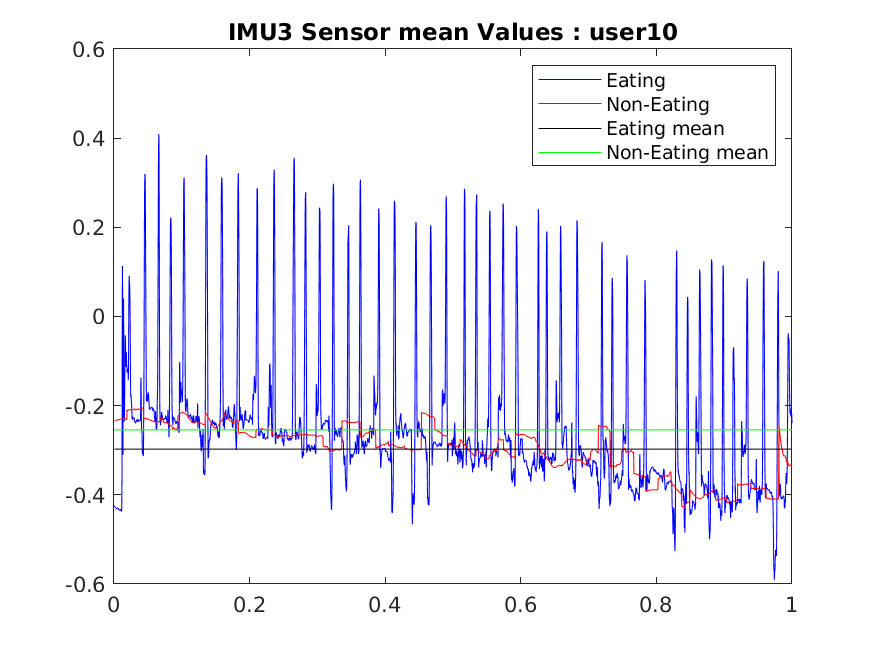 IMU3 Sensor mean Values : user10
0.6
Eating
Non-Eating
Eating mean
Non-Eating mean
0.4
0.2
0
-0.2
-0.4
-0.6
0 0.2 0.4 0.6 0.8 1